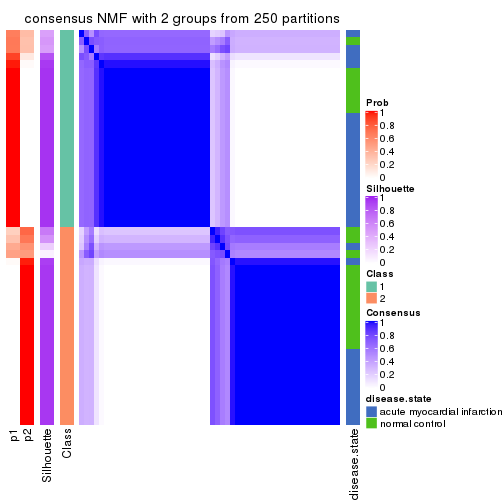 consensus NMF with 2 groups from 250 partitions
Prob
1
0.8
0.6
0.4
0.2
0
Silhouette
1
0.8
0.6
0.4
0.2
0
Class
1
2
Consensus
1
0.8
0.6
0.4
0.2
0
disease.state
acute myocardial infarction
normal control
p1
p2
Silhouette
Class
disease.state